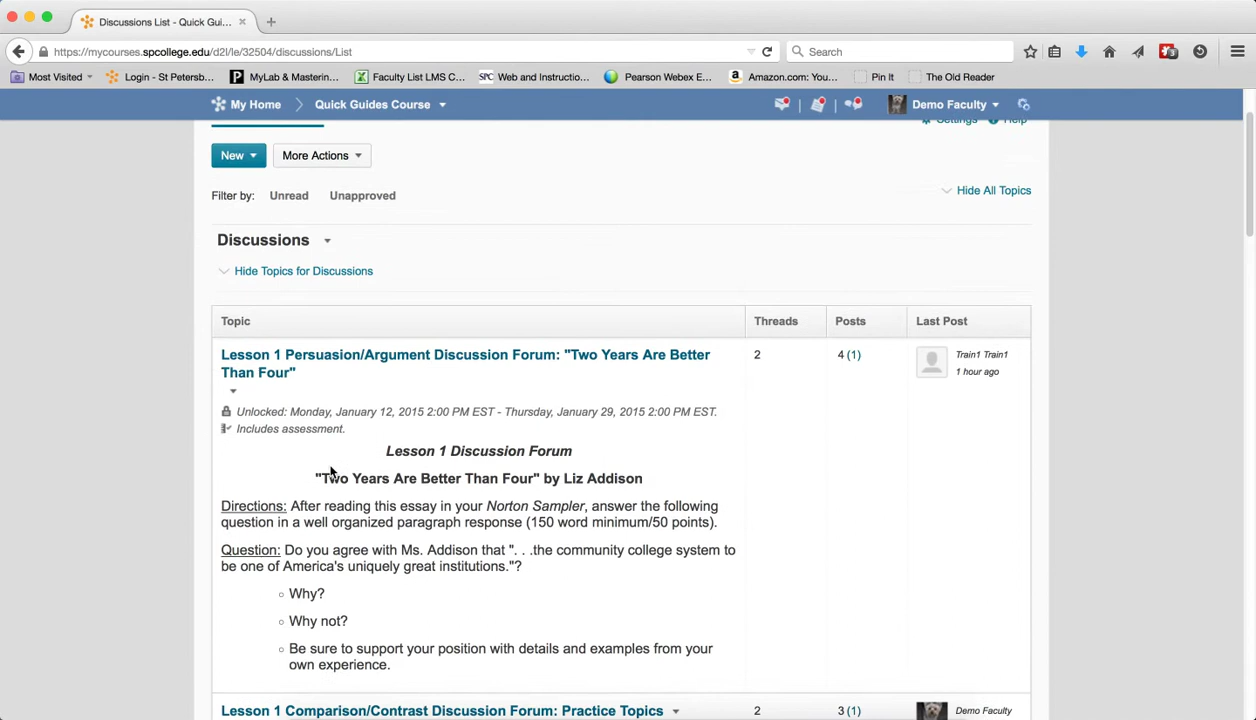 Discussions List - Quick Gui...
https://mycourses.spcollege.edu/d2l/le/32504/discussions/List
Search
3
Most Visited
Login - St Petersb...
MyLab & Mastering...
Faculty List LMS C...
SPC Web and Instructio...
Pearson Webex E...
Amazon.com: You...
Pin It
The Old Reader
My Home
Quick Guides Course
Demo Faculty
Settings
Help
New
More Actions
Filter by: Unread Unapproved
Hide All Topics
Discussions
Hide Topics for Discussions
Topic Threads Posts Last Post
Lesson 1 Persuasion/Argument Discussion Forum: "Two Years Are Better
Than Four"
2
4 (1)
Train1 Train1
1 hour ago
Unlocked: Monday, January 12, 2015 2:00 PM EST - Thursday, January 29, 2015 2:00 PM EST.
Includes assessment.
Lesson 1 Discussion Forum
"Two Years Are Better Than Four" by Liz Addison
Directions: After reading this essay in your Norton Sampler, answer the following
question in a well organized paragraph response (150 word minimum/50 points).
Question: Do you agree with Ms. Addison that ". . .the community college system to
be one of America's uniquely great institutions."?
Why?
Why not?
Be sure to support your position with details and examples from your
own experience.
Lesson 1 Comparison/Contrast Discussion Forum: Practice Topics
2
3 (1)
Demo Faculty